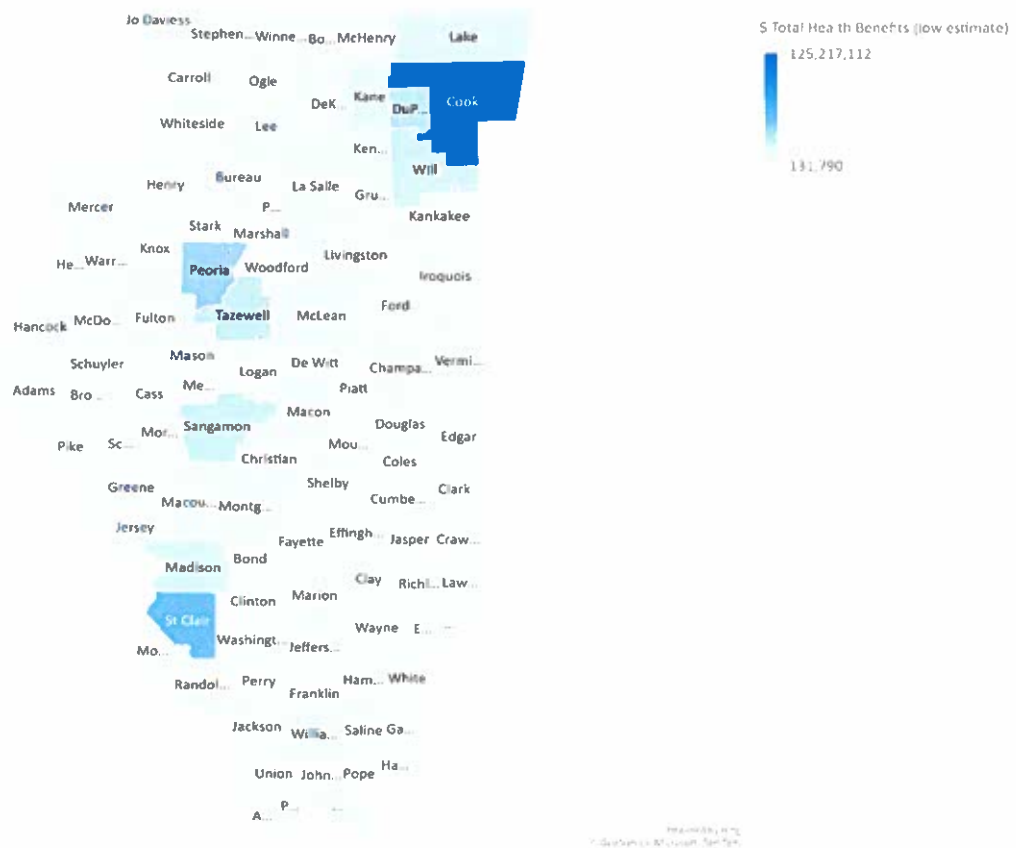 Jo Daviess
Stephen... Winne... Bo... McHenry Lake
$ Total Health Benefits (low estimate)
125,217,112
131,790
Carroll Ogle
DeK... Kane DuP... Cook
Whiteside Lee
Ken...
Will
Henry Bureau La Salle Gru...
Mercer P... Kankakee
Stark Marshall
Knox Livingston
He... Warr... Peoria Woodford Iroquois
Ford
Hancock McDo... Fulton Tazewell McLean
Mason
Schuyler Logan De Witt Champa... Vermi...
Adams Bro... Cass Me... Piatt
Macon
Mor... Sangamon Douglas
Pike Sc... Mou... Edgar
Christian Coles
Greene Shelby Clark
Macou... Montg... Cumbe...
Jersey
Fayette Effingh... Jasper Craw...
Madison Bond
Clay Richl... Law...
Clinton Marion
St Clair Wayne E... ...
Mo... Washingt... Jeffers...
Randol... Perry Ham... White
Franklin
Jackson Willia... Saline Ga...
Union John... Pope Ha...
A... P... ...